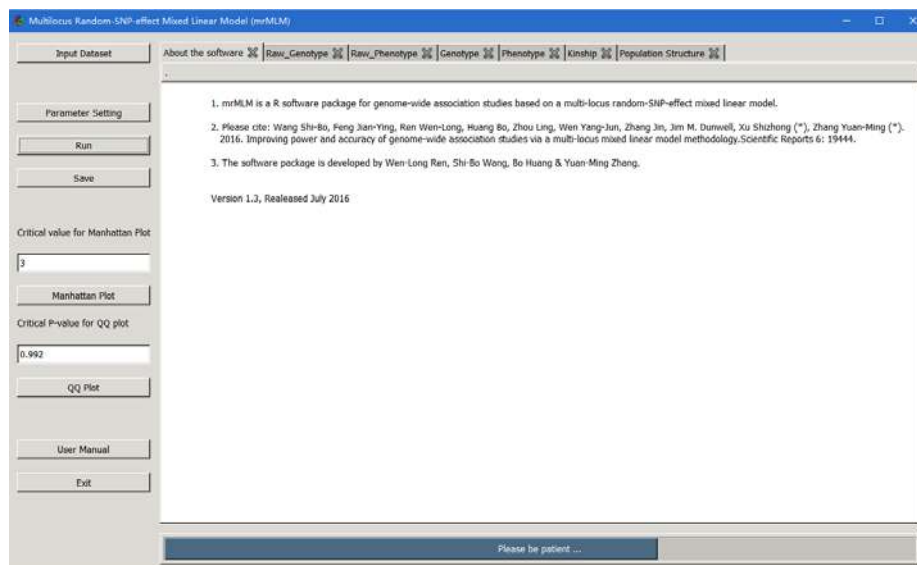 Multilocus Random-SNP-effect Mixed Linear Model (mrMLM)
Input Dataset
Parameter Setting
Run
Save
Critical value for Manhattan Plot
3
Manhattan Plot
Critical P-value for QQ plot
0.992
QQ Plot
User Manual
Exit
About the software Raw_Genotype Raw_Phenotype Genotype Phenotype Kinship Population Structure
.
1. mrMLM is a R software package for genome-wide association studies based on a multi-locus random-SNP-effect mixed linear model.
2. Please cite: Wang Shi-Bo, Feng Jian-Ying, Ren Wen-Long, Huang Bo, Zhou Ling, Wen Yang-Jun, Zhang Jin, Jim M. Dunwell, Xu Shizhong (*), Zhang Yuan-Ming (*).
2016. Improving power and accuracy of genome-wide association studies via a multi-locus mixed linear model methodology.Scientific Reports 6: 19444.
3. The software package is developed by Wen-Long Ren, Shi-Bo Wang, Bo Huang & Yuan-Ming Zhang.
Version 1.3, Realeased July 2016
Please be patient ...